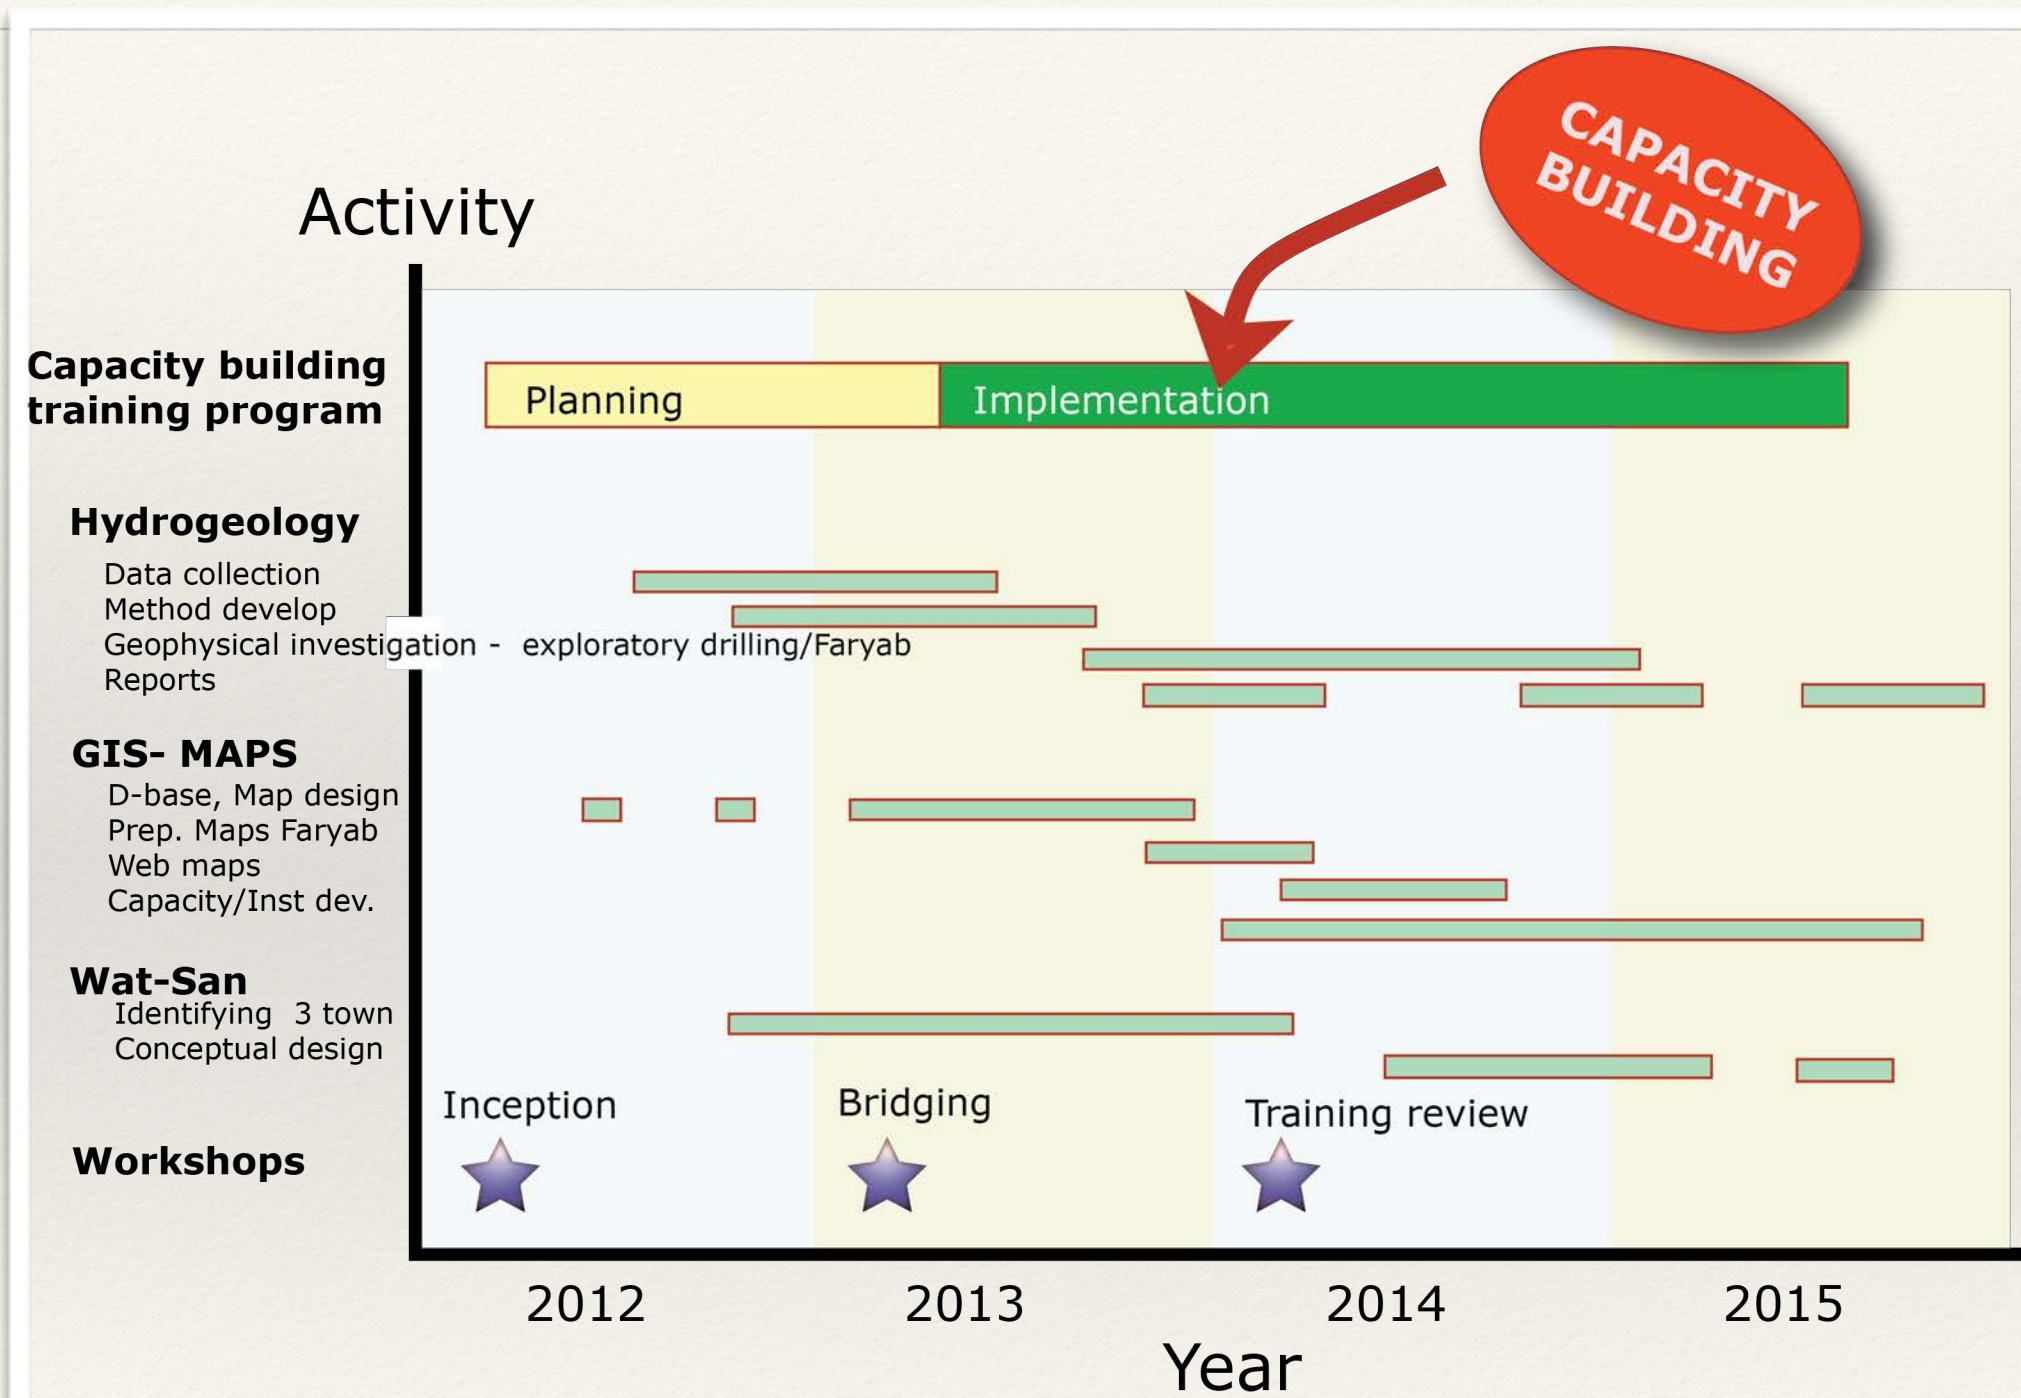 CAPACITY
BUILDING
Activity
Capacity building
training program
Planning
Implementation
Hydrogeology
Data collection
Method develop
Geophysical investigation -  exploratory drilling/Faryab
Reports
GIS- MAPS
D-base, Map design
Prep. Maps Faryab
Web maps
Capacity/Inst dev.
Wat-San
Identifying  3 town
Conceptual design
Inception
Bridging
Training review
Workshops
2012
2013
2014
2015
Year